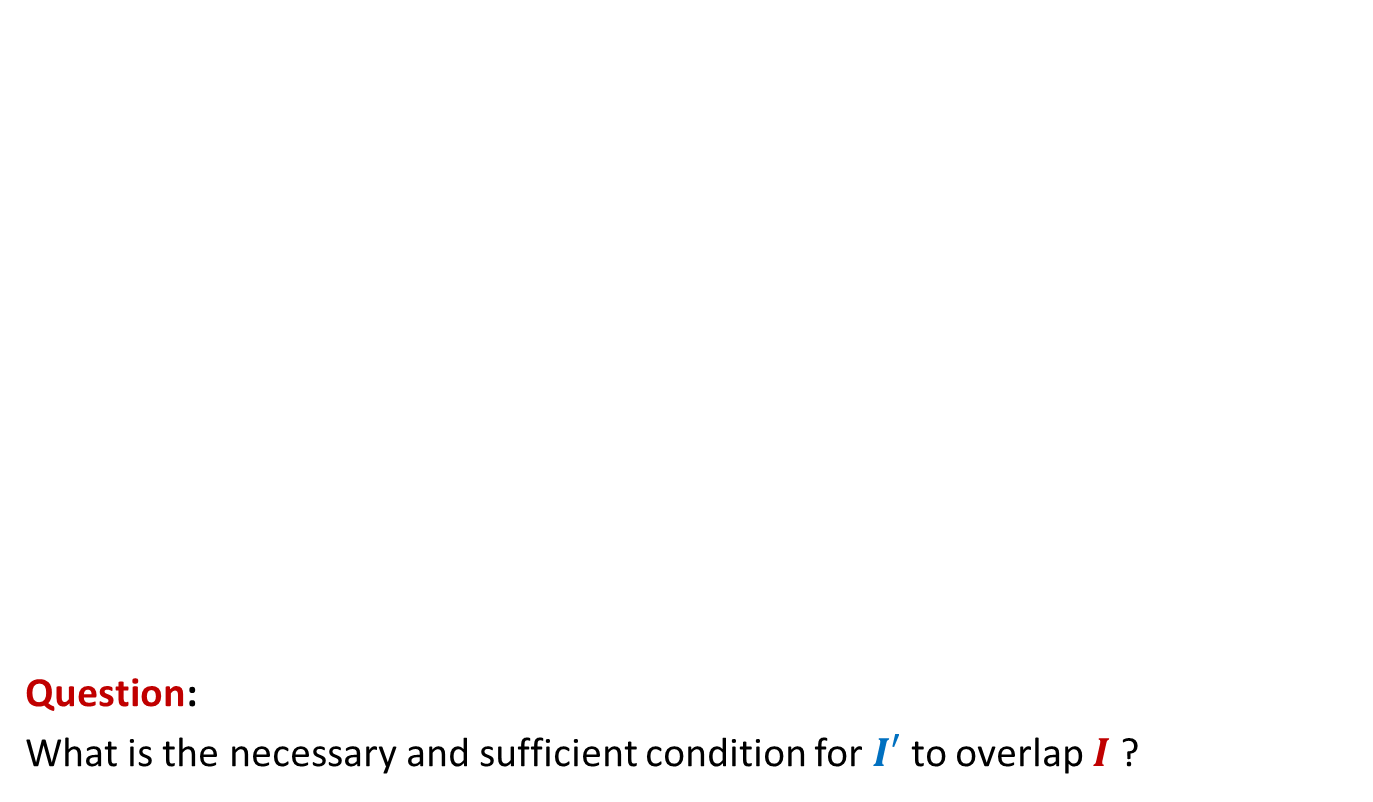 Question:
What is the necessary and sufficient condition for I′ to overlap I ?